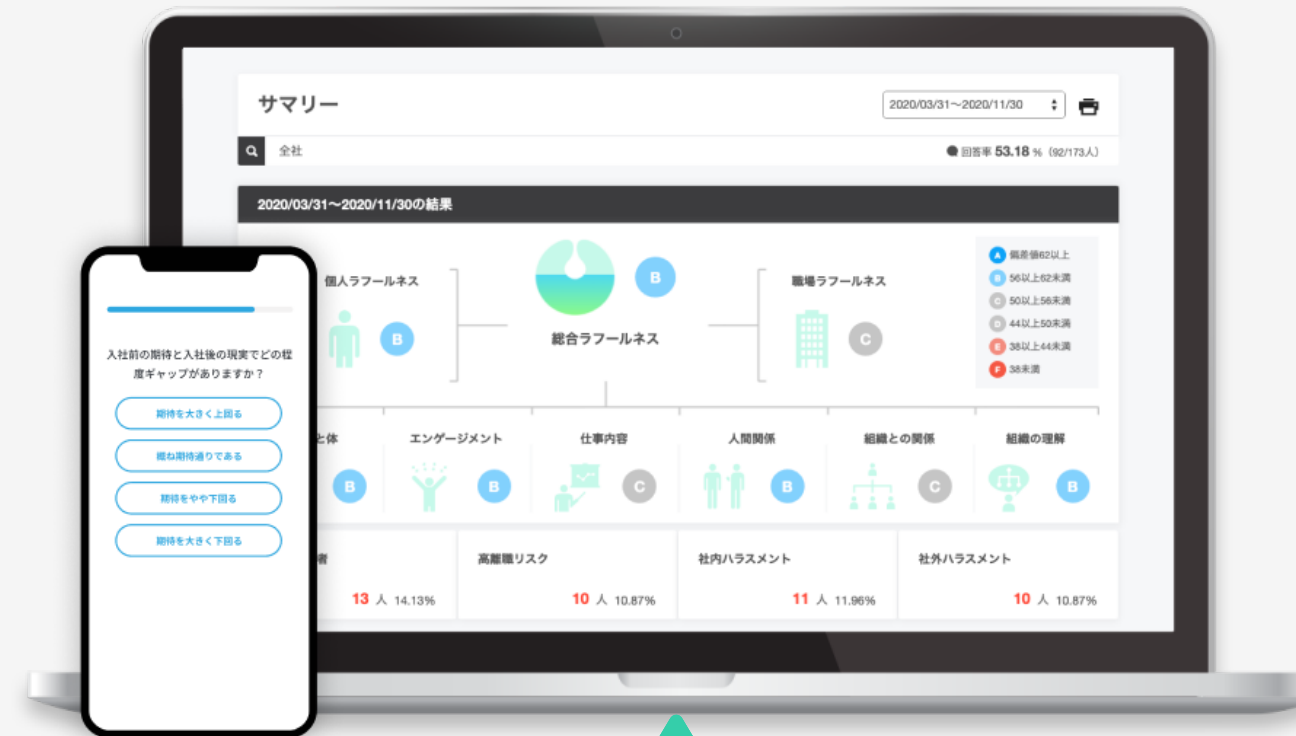 サマリー
2020/03/31〜2020/11/30
全社
回答率 53.18 % (92/173人)
2020/03/31〜2020/11/30の結果
個人ラフールネス
B
B
総合ラフールネス
職場ラフールネス
C
A 偏差値62以上
B 56以上62未満
C 50以上56未満
D 44以上50未満
E 38以上44未満
F 38未満
と体
エンゲージメント
仕事内容
人間関係
組織との関係
組織の理解
B
B
C
B
C
B
者
高離職リスク
社内ハラスメント
社外ハラスメント
13 人 14.13%
10 人 10.87%
11 人 11.96%
10 人 10.87%
入社前の期待と入社後の現実でどの程
度ギャップがありますか？
期待を大きく上回る
概ね期待通りである
期待をやや下回る
期待を大きく下回る